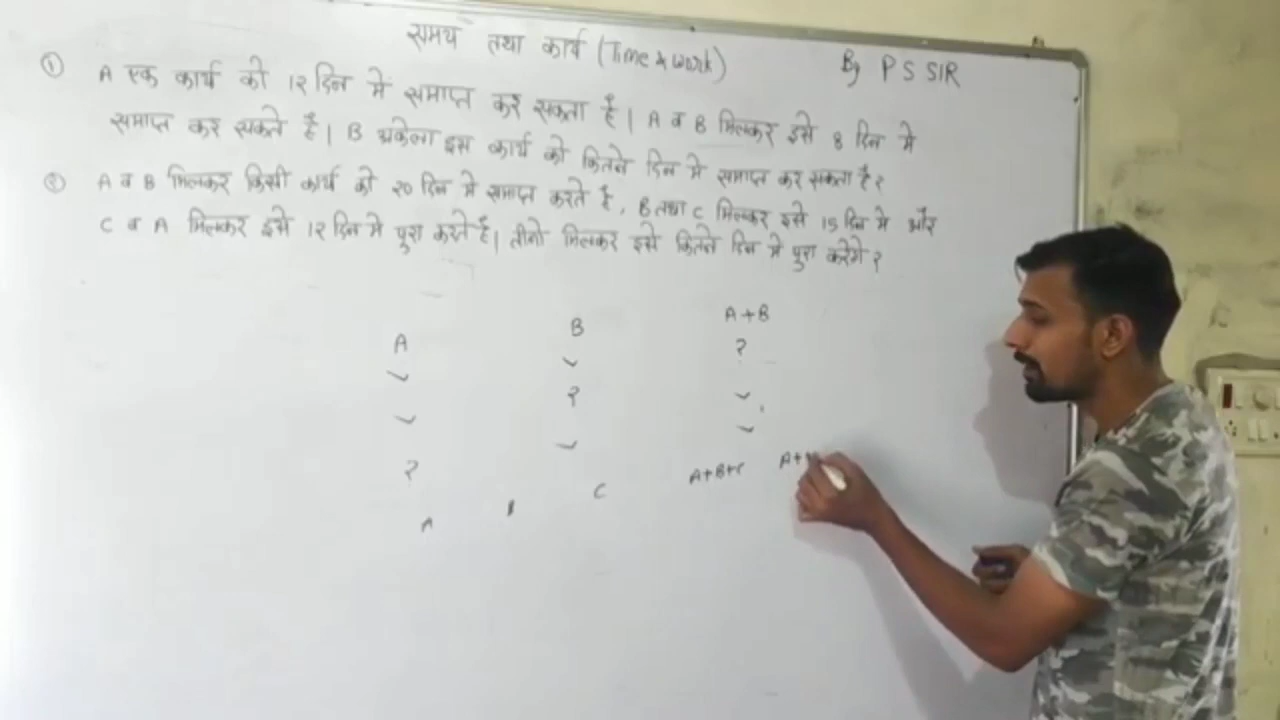 समय तथा कार्य (Time & work) By P S SIR
① A एक कार्य को 12 दिन मे समाप्त कर सकता है। A व B मिलकर इसे 8 दिन मे
समाप्त कर सकते है। B अकेला इस कार्य को कितने दिन मे समाप्त कर सकता है?
② A व B मिलकर किसी कार्य को 20 दिन मे समाप्त करते है, B तथा C मिलकर इसे 15 दिन मे और
C व A मिलकर इसे 12 दिन मे पुरा करते है। तीनो मिलकर इसे कितने दिन मे पुरा करेगे?
A B A+B
?
?
?
A B C A+B+C A+